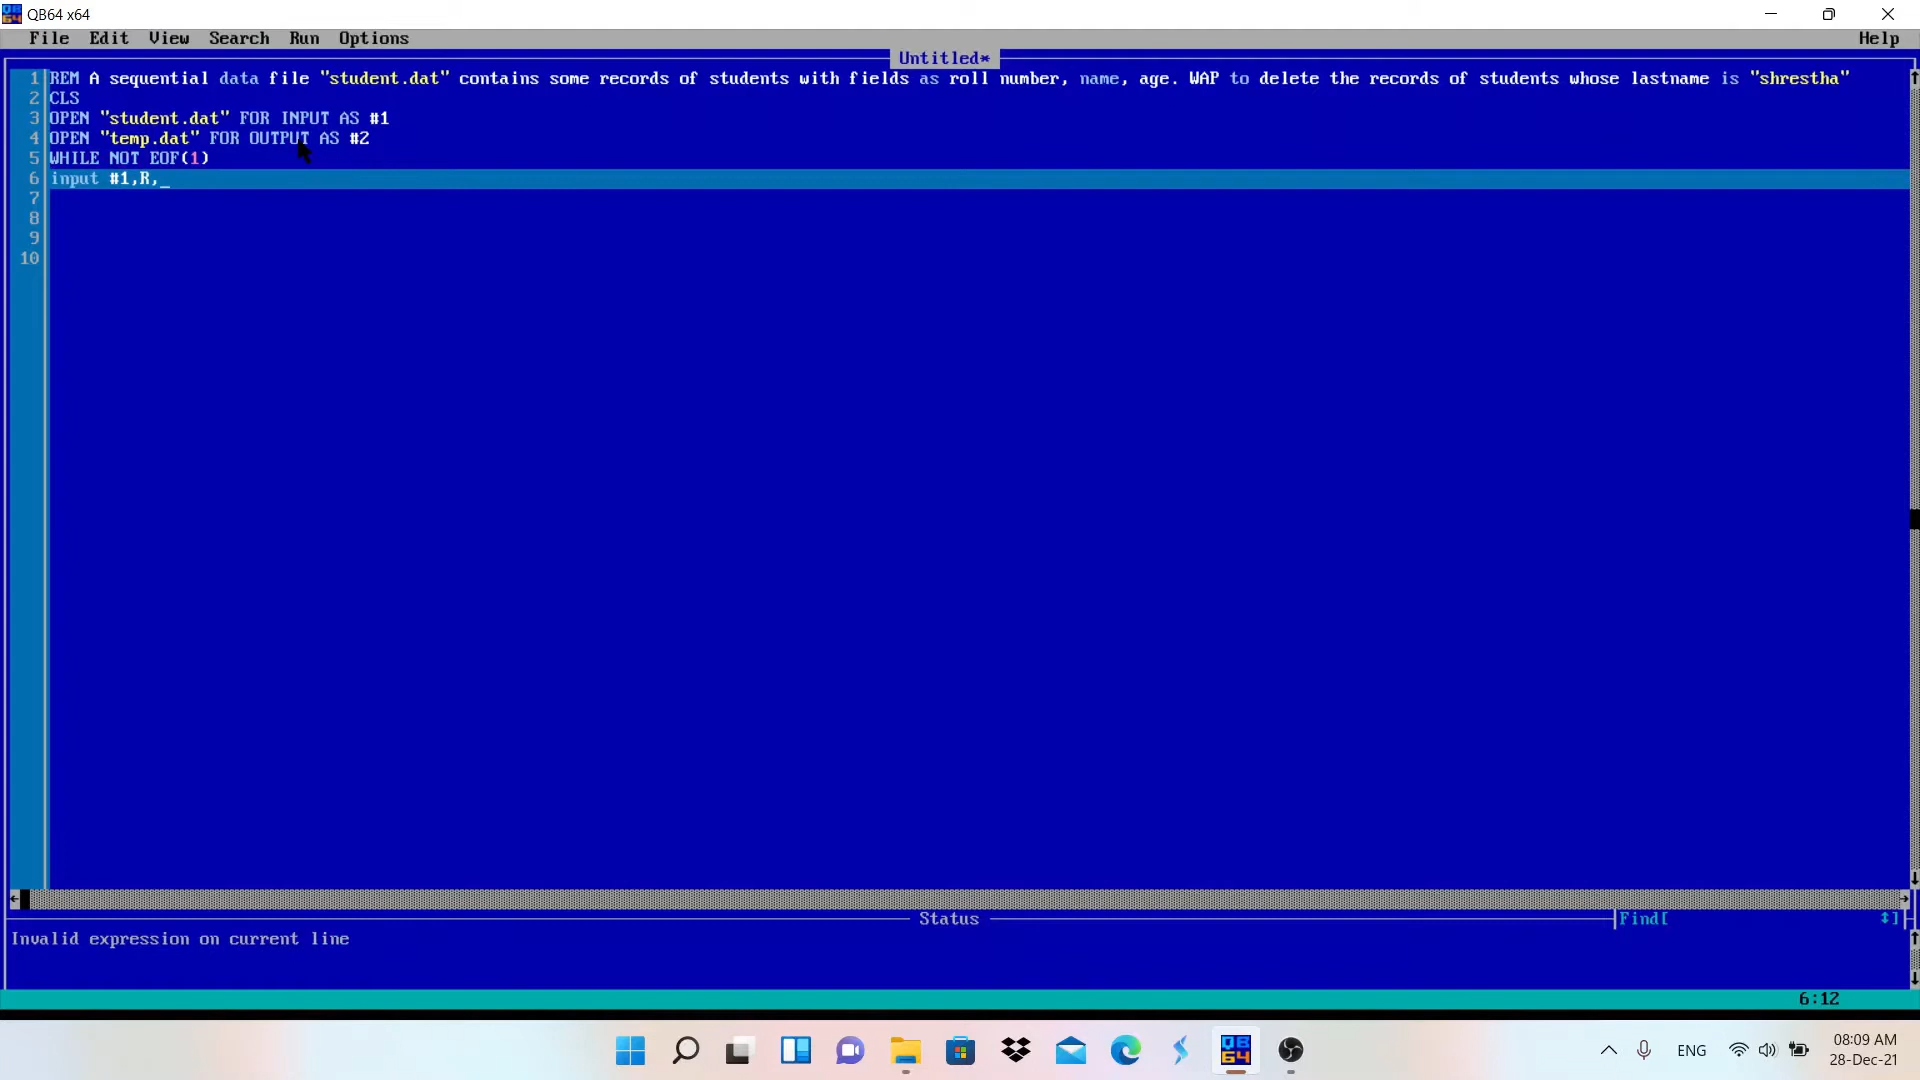 QB64 x64
File Edit View Search Run Options Help
Untitled*
1 REM A sequential data file "student.dat" contains some records of students with fields as roll number, name, age. WAP to delete the records of students whose lastname is "shrestha"
2 CLS
3 OPEN "student.dat" FOR INPUT AS #1
4 OPEN "temp.dat" FOR OUTPUT AS #2
5 WHILE NOT EOF(1)
6 input #1,R,_
7
8
9
10
Status Find[ ]
Invalid expression on current line
6:12
QB64 ENG 08:09 AM
28-Dec-21